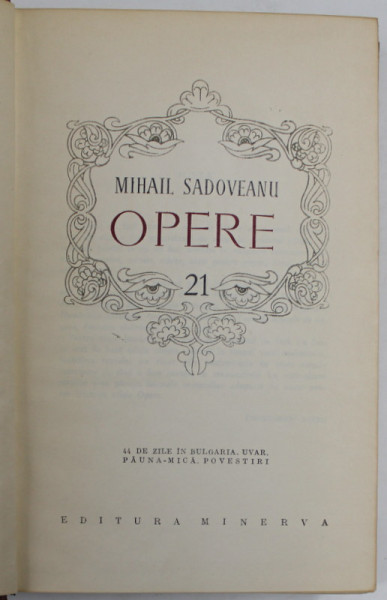 MIHAIL SADOVEANU
OPERE
21
44 DE ZILE ÎN BULGARIA. UVAR.
PĂUNA-MICĂ. POVESTIRI
EDITURA MINERVA